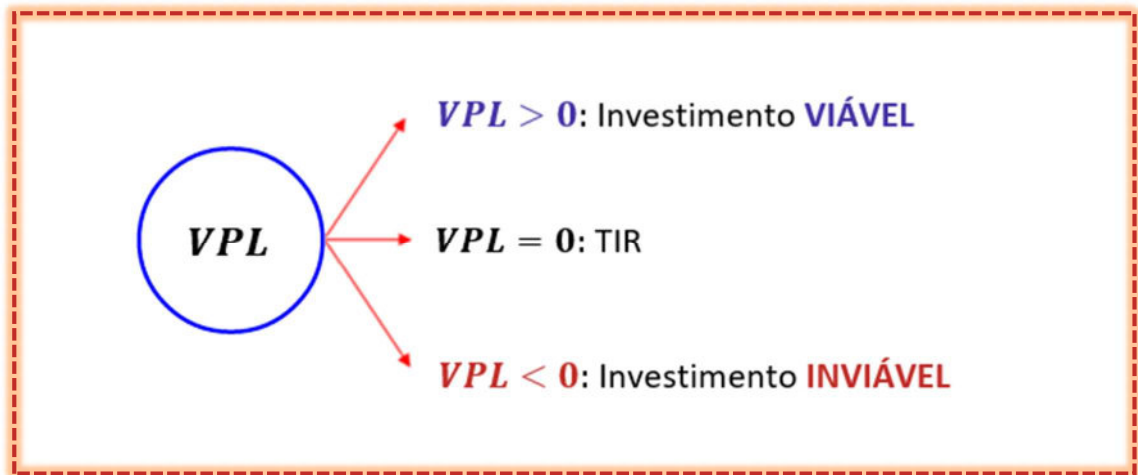 VPL > 0: Investimento VIÁVEL
VPL
VPL = 0: TIR
VPL < 0: Investimento INVIÁVEL